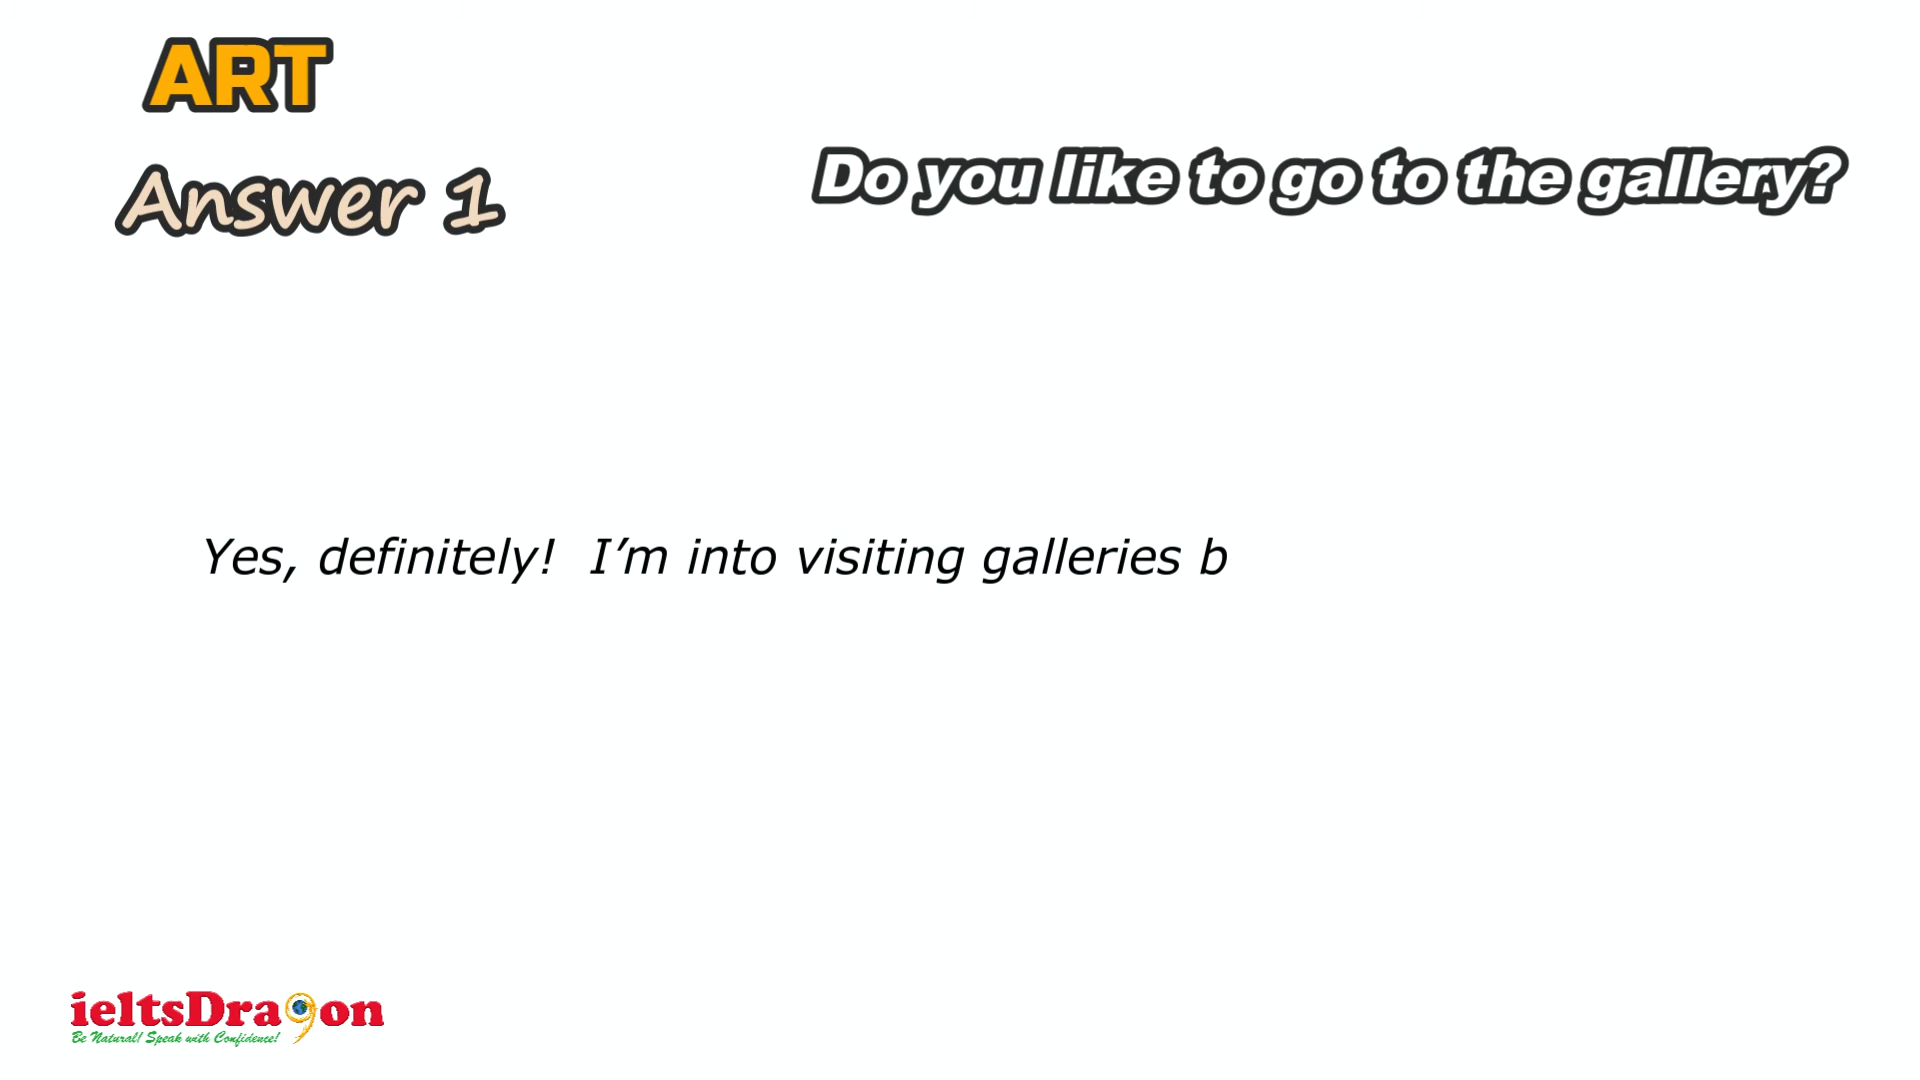 ART
Answer 1
Do you like to go to the gallery?
Yes, definitely!  I’m into visiting galleries b
ieltsDra9on
Be Natural! Speak with Confidence!